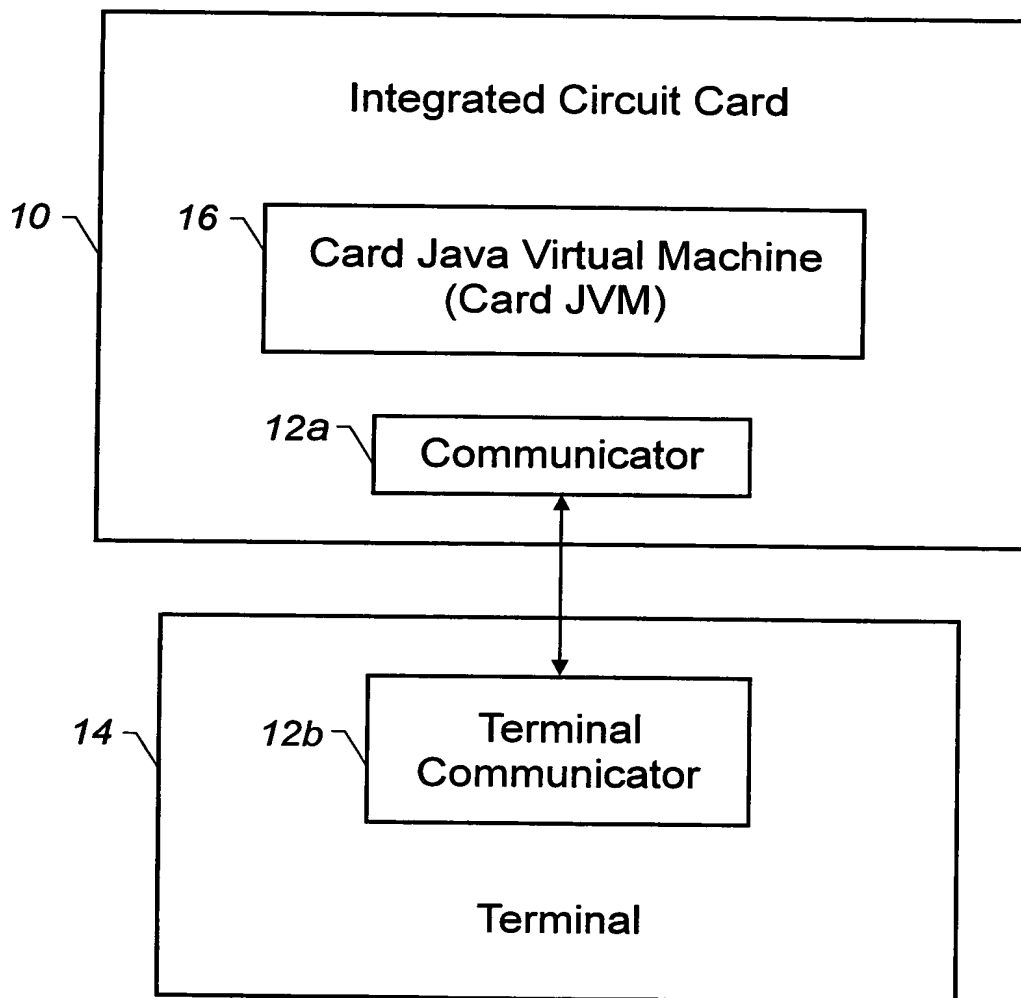 Integrated Circuit Card
10
16
Card Java Virtual Machine
(Card JVM)
12a
Communicator
14
12b
Terminal
Communicator
Terminal